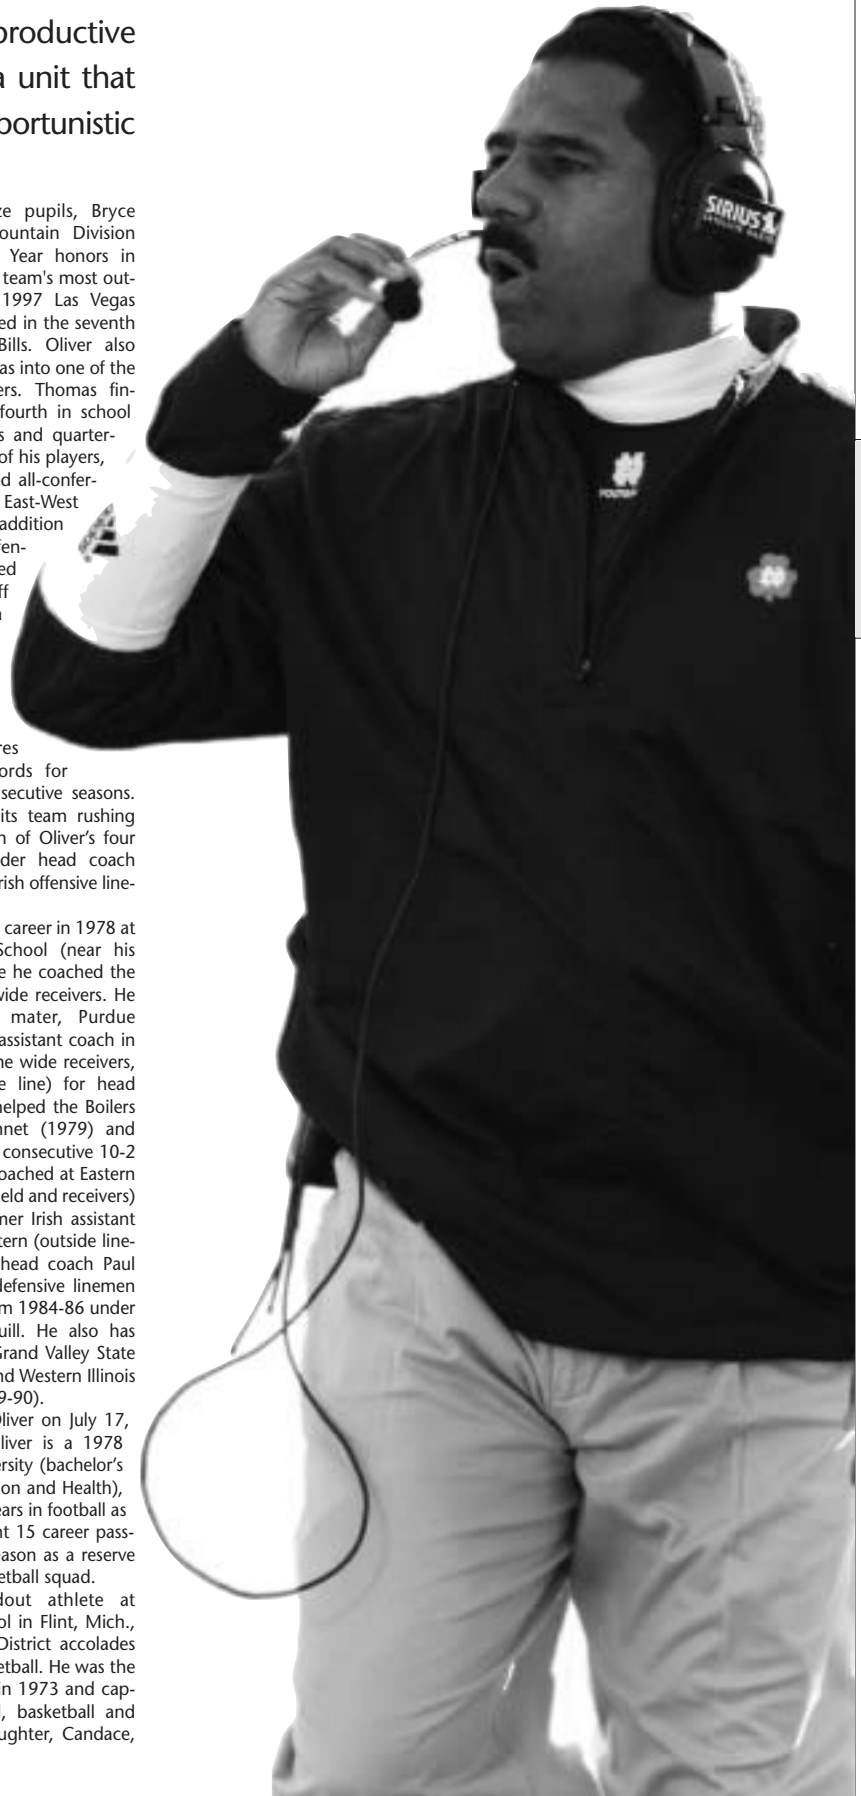 productive
a unit that
portunistic
ze pupils, Bryce
ountain Division
Year honors in
team's most out-
1997 Las Vegas
ed in the seventh
Bills. Oliver also
as into one of the
ers. Thomas fin-
fourth in school
s and quarter-
of his players,
d all-confer-
East-West
addition
fen-
ed
ff
n
res
ords for
secutive seasons.
its team rushing
n of Oliver's four
der head coach
rish offensive line-
career in 1978 at
School (near his
e he coached the
wide receivers. He
mater, Purdue
assistant coach in
he wide receivers,
e line) for head
helped the Boilers
nnet (1979) and
consecutive 10-2
oached at Eastern
eld and receivers)
mer Irish assistant
tern (outside line-
head coach Paul
defensive linemen
m 1984-86 under
uill. He also has
Grand Valley State
nd Western Illinois
9-90).
Oliver on July 17,
liver is a 1978
ersity (bachelor's
on and Health),
ears in football as
nt 15 career pass-
eason as a reserve
etball squad.
dout athlete at
ol in Flint, Mich.,
District accolades
etball. He was the
in 1973 and cap-
l, basketball and
ughter, Candace,
SIRIUS